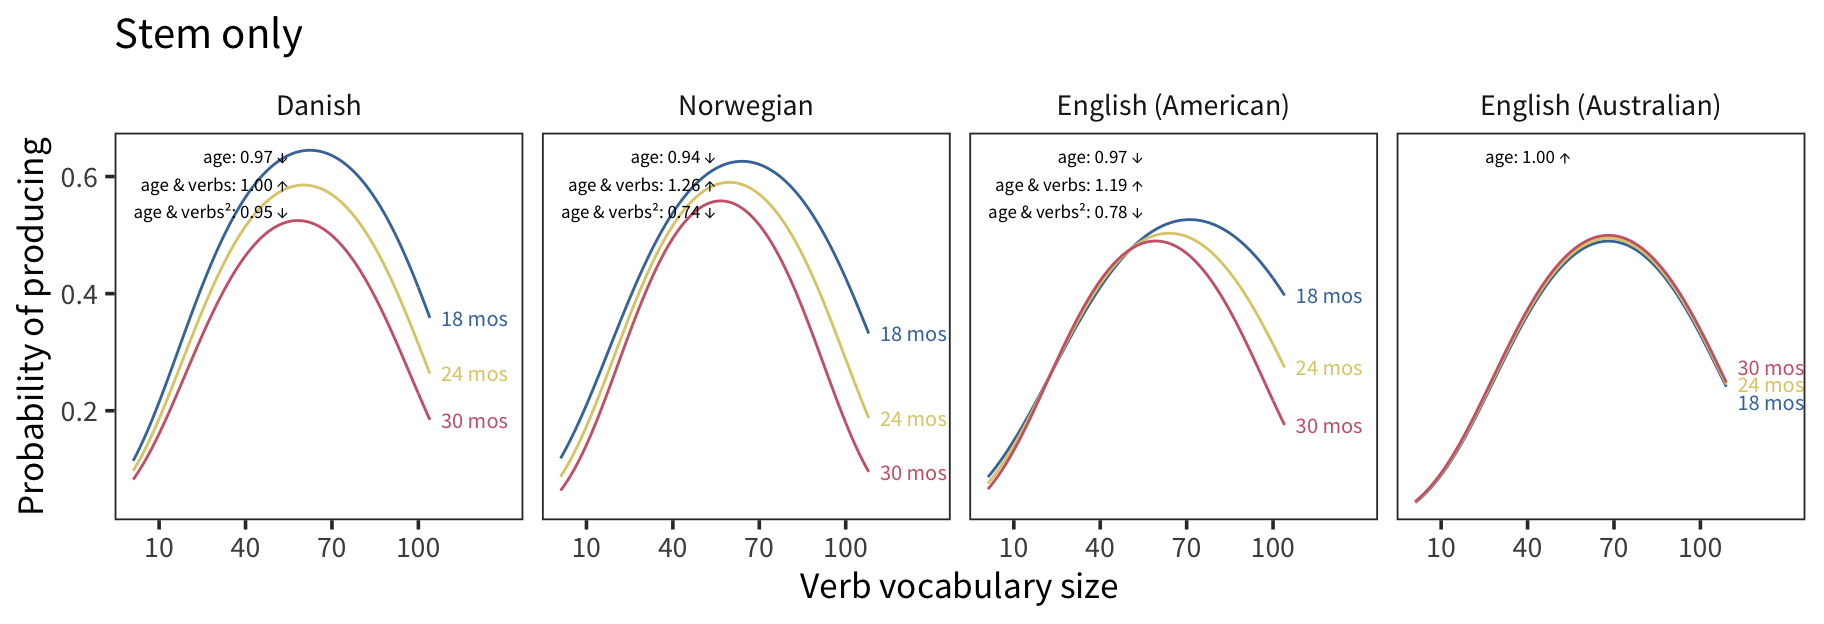 Stem only
Danish
Norwegian
English (American)
English (Australian)
Probability of producing
0.6
0.4
0.2
age: 0.97 ↓
age & verbs: 1.00 ↑
age & verbs²: 0.95 ↓
18 mos
24 mos
30 mos
age: 0.94 ↓
age & verbs: 1.26 ↑
age & verbs²: 0.74 ↓
18 mos
24 mos
30 mos
age: 0.97 ↓
age & verbs: 1.19 ↑
age & verbs²: 0.78 ↓
18 mos
24 mos
30 mos
age: 1.00 ↑
30 mos
24 mos
18 mos
10 40 70 100
10 40 70 100
10 40 70 100
10 40 70 100
Verb vocabulary size